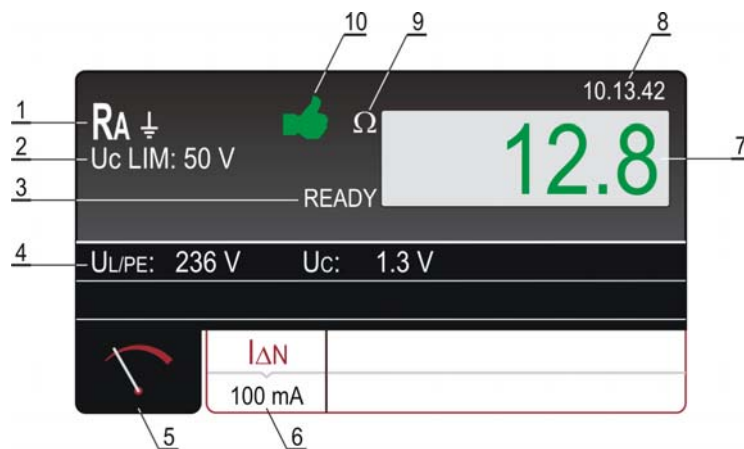 10 9 8
10.13.42
1 RA ⏚ Ω
2 Uc LIM: 50 V 12.8 7
3 READY
4 UL/PE: 236 V Uc: 1.3 V
IΔN
100 mA
5 6